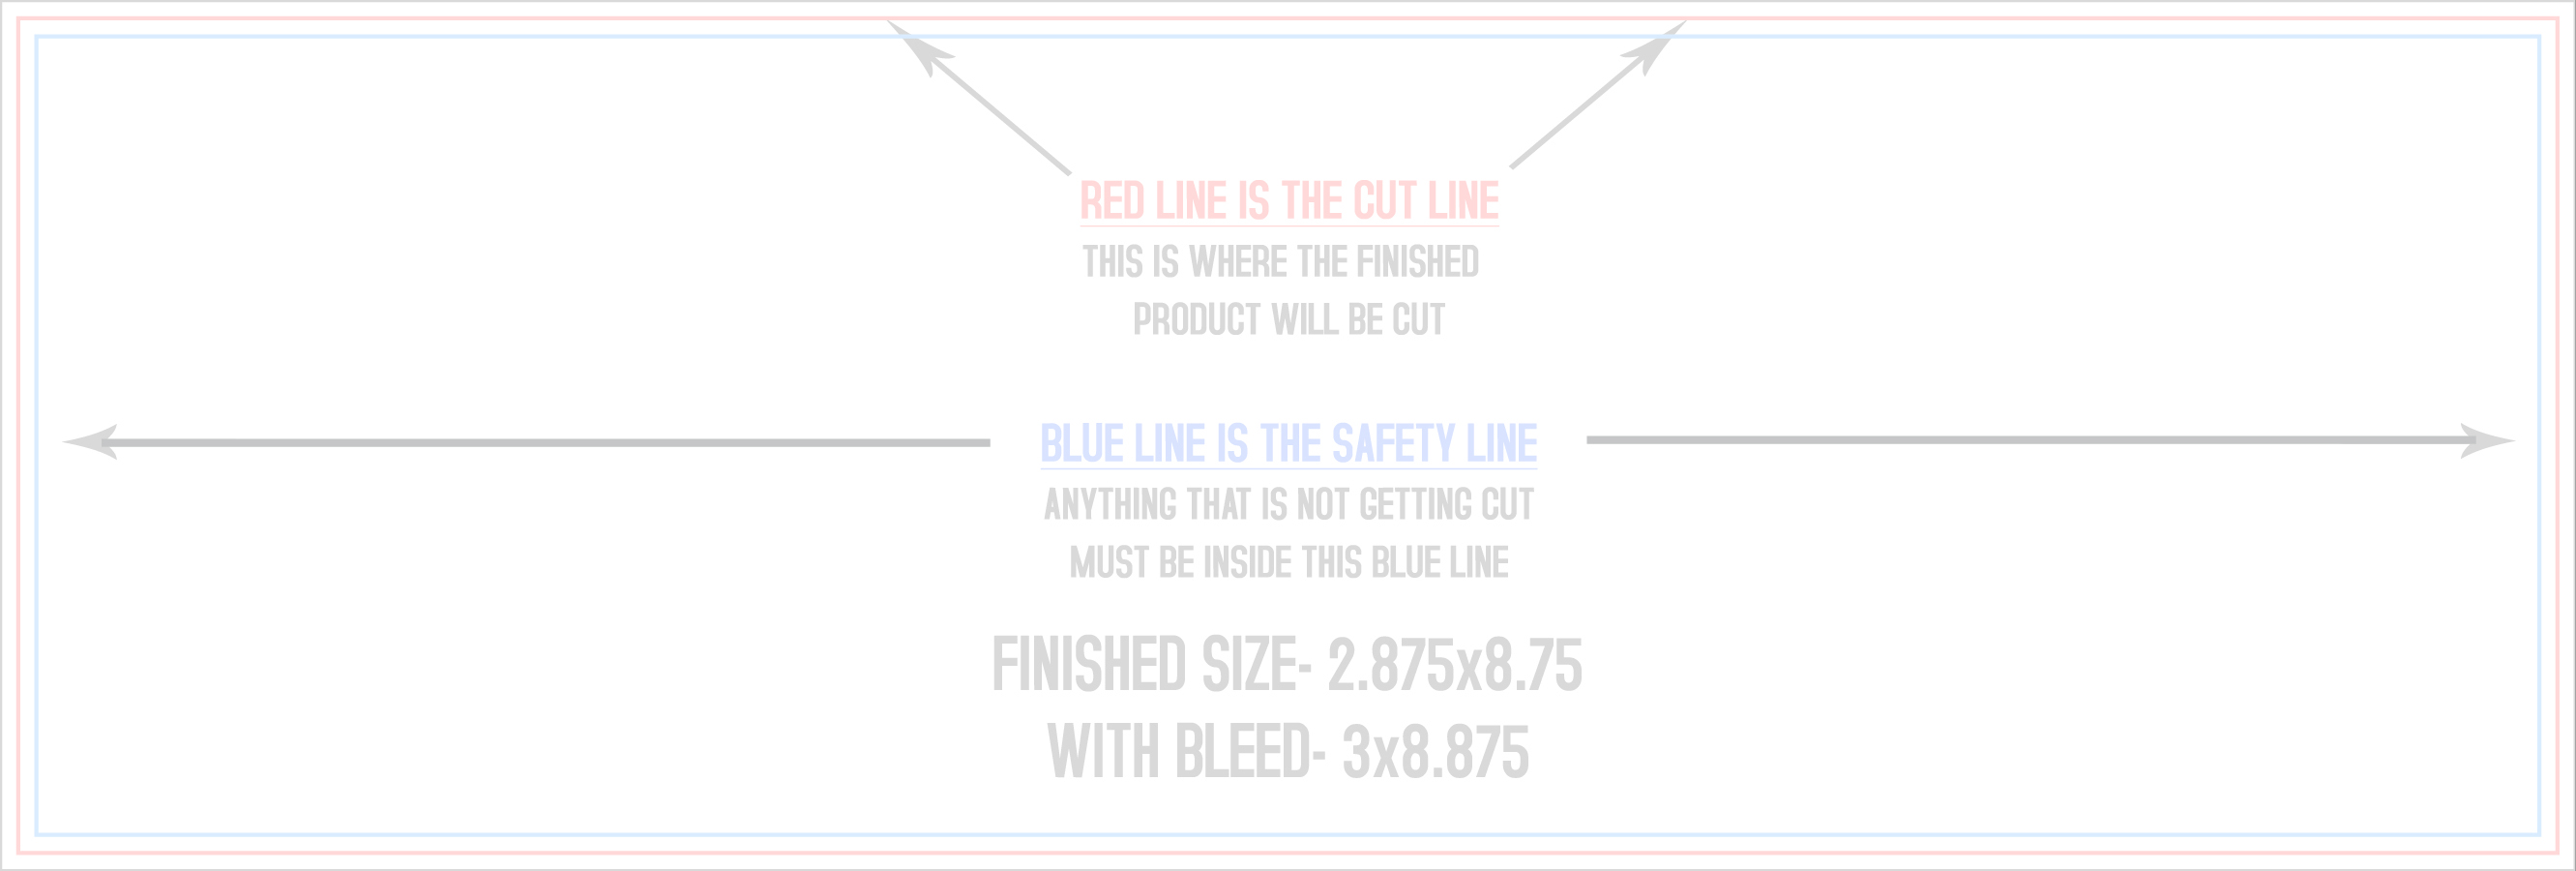 RED LINE IS THE CUT LINE
THIS IS WHERE THE FINISHED
PRODUCT WILL BE CUT
BLUE LINE IS THE SAFETY LINE
ANYTHING THAT IS NOT GETTING CUT
MUST BE INSIDE THIS BLUE LINE
FINISHED SIZE- 2.875x8.75
WITH BLEED- 3x8.875